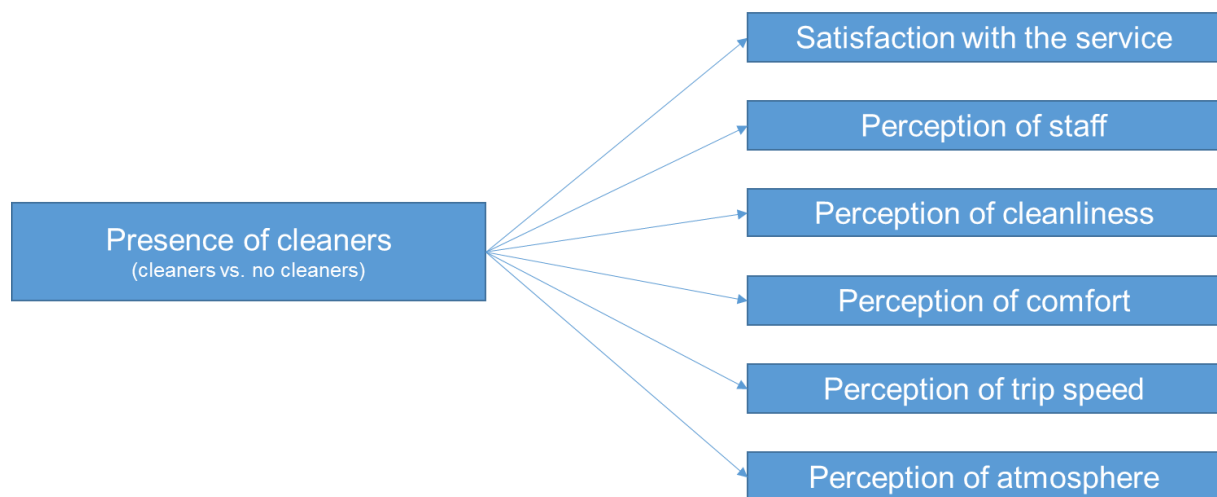 Satisfaction with the service
Perception of staff
Perception of cleanliness
Presence of cleaners
(cleaners vs. no cleaners)
Perception of comfort
Perception of trip speed
Perception of atmosphere